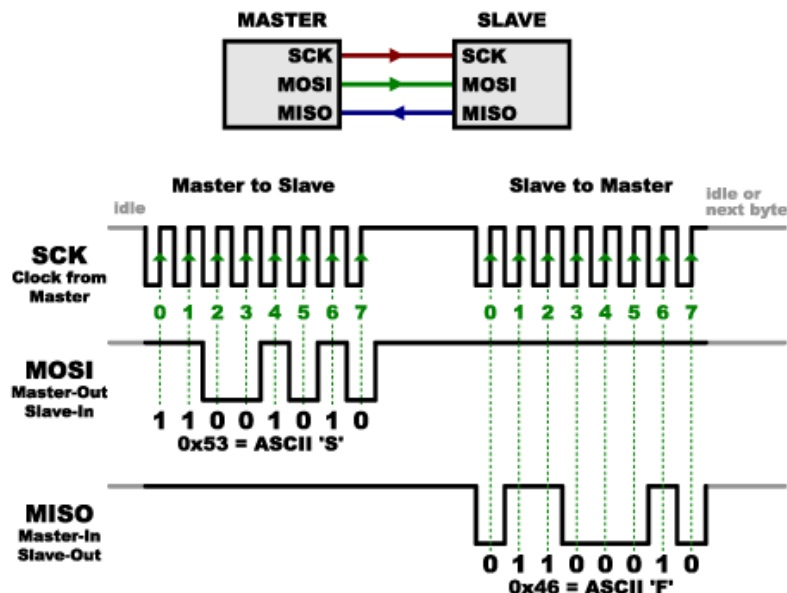 MASTER SLAVE
SCK SCK
MOSI MOSI
MISO MISO
Master to Slave Slave to Master
idle idle or
next byte
SCK
Clock from
Master
0 1 2 3 4 5 6 7 0 1 2 3 4 5 6 7
MOSI
Master-Out
Slave-In
1 1 0 0 1 0 1 0
0x53 = ASCII 'S'
MISO
Master-In
Slave-Out
0 1 1 0 0 0 1 0
0x46 = ASCII 'F'